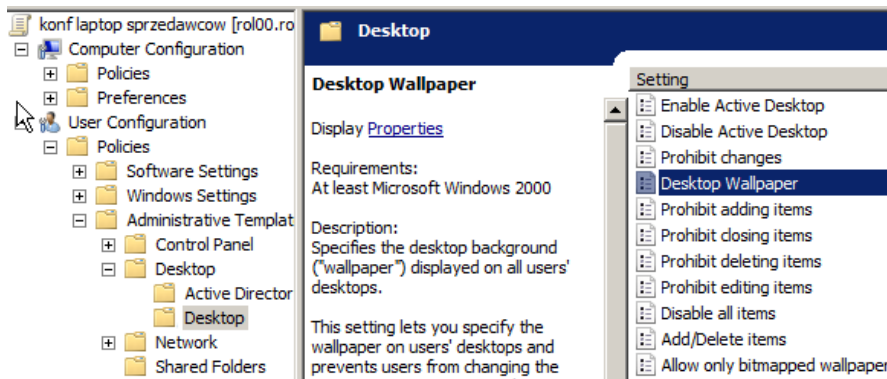 konf laptop sprzedawcow [rol00.ro
Computer Configuration
Policies
Preferences
User Configuration
Policies
Software Settings
Windows Settings
Administrative Templat
Control Panel
Desktop
Active Director
Desktop
Network
Shared Folders
Desktop
Desktop Wallpaper
Display Properties
Requirements:
At least Microsoft Windows 2000
Description:
Specifies the desktop background
("wallpaper") displayed on all users'
desktops.
This setting lets you specify the
wallpaper on users' desktops and
prevents users from changing the
Setting
Enable Active Desktop
Disable Active Desktop
Prohibit changes
Desktop Wallpaper
Prohibit adding items
Prohibit closing items
Prohibit deleting items
Prohibit editing items
Disable all items
Add/Delete items
Allow only bitmapped wallpaper